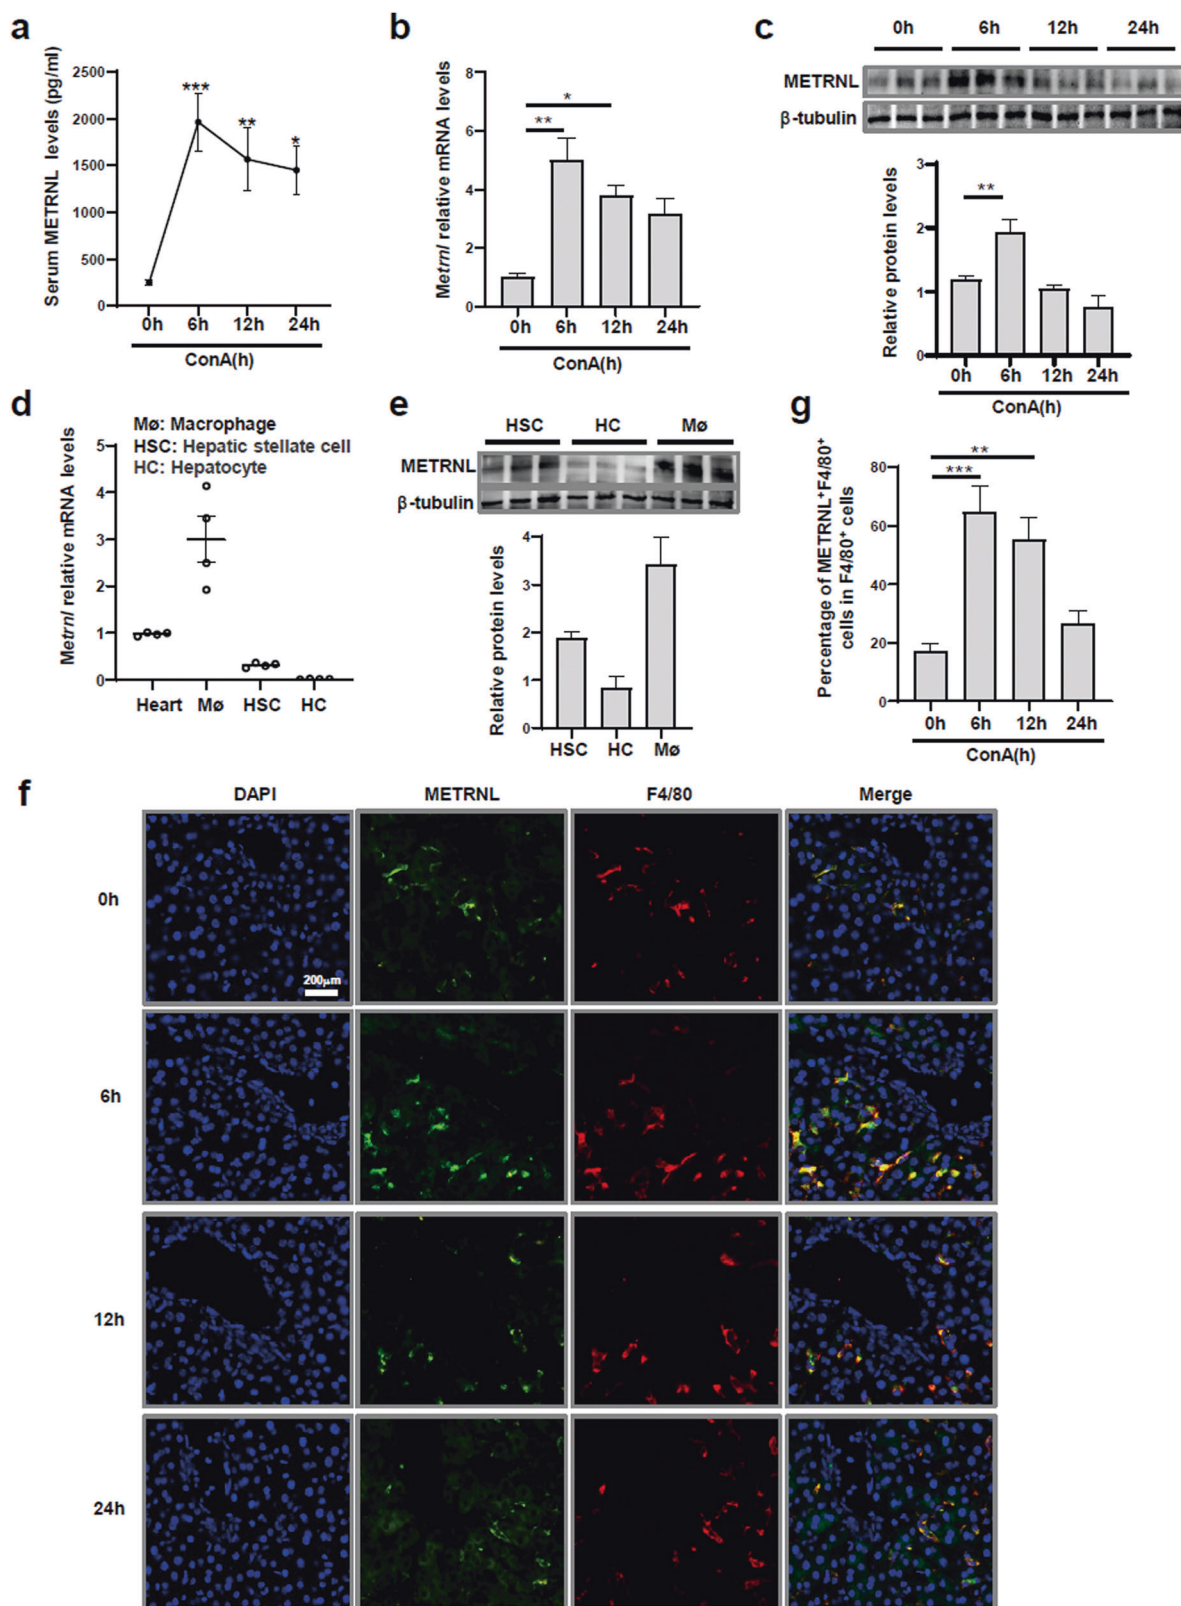 a
Serum METRNL levels (pg/ml)
2500
2000
1500
1000
500
0
***
**
*
0h 6h 12h 24h
ConA(h)
b
Metrnl relative mRNA levels
8
6
4
2
0
*
**
0h 6h 12h 24h
ConA(h)
c
0h 6h 12h 24h
METRNL
β-tubulin
Relative protein levels
3
2
1
0
**
0h 6h 12h 24h
ConA(h)
d
Mø: Macrophage
HSC: Hepatic stellate cell
HC: Hepatocyte
Metrnl relative mRNA levels
5
4
3
2
1
0
Heart Mø HSC HC
e
HSC HC Mø
METRNL
β-tubulin
Relative protein levels
4
3
2
1
0
HSC HC Mø
g
Percentage of METRNL+F4/80+
cells in F4/80+ cells
80
60
40
20
0
**
***
0h 6h 12h 24h
ConA(h)
f
DAPI METRNL F4/80 Merge
0h
200μm
6h
12h
24h